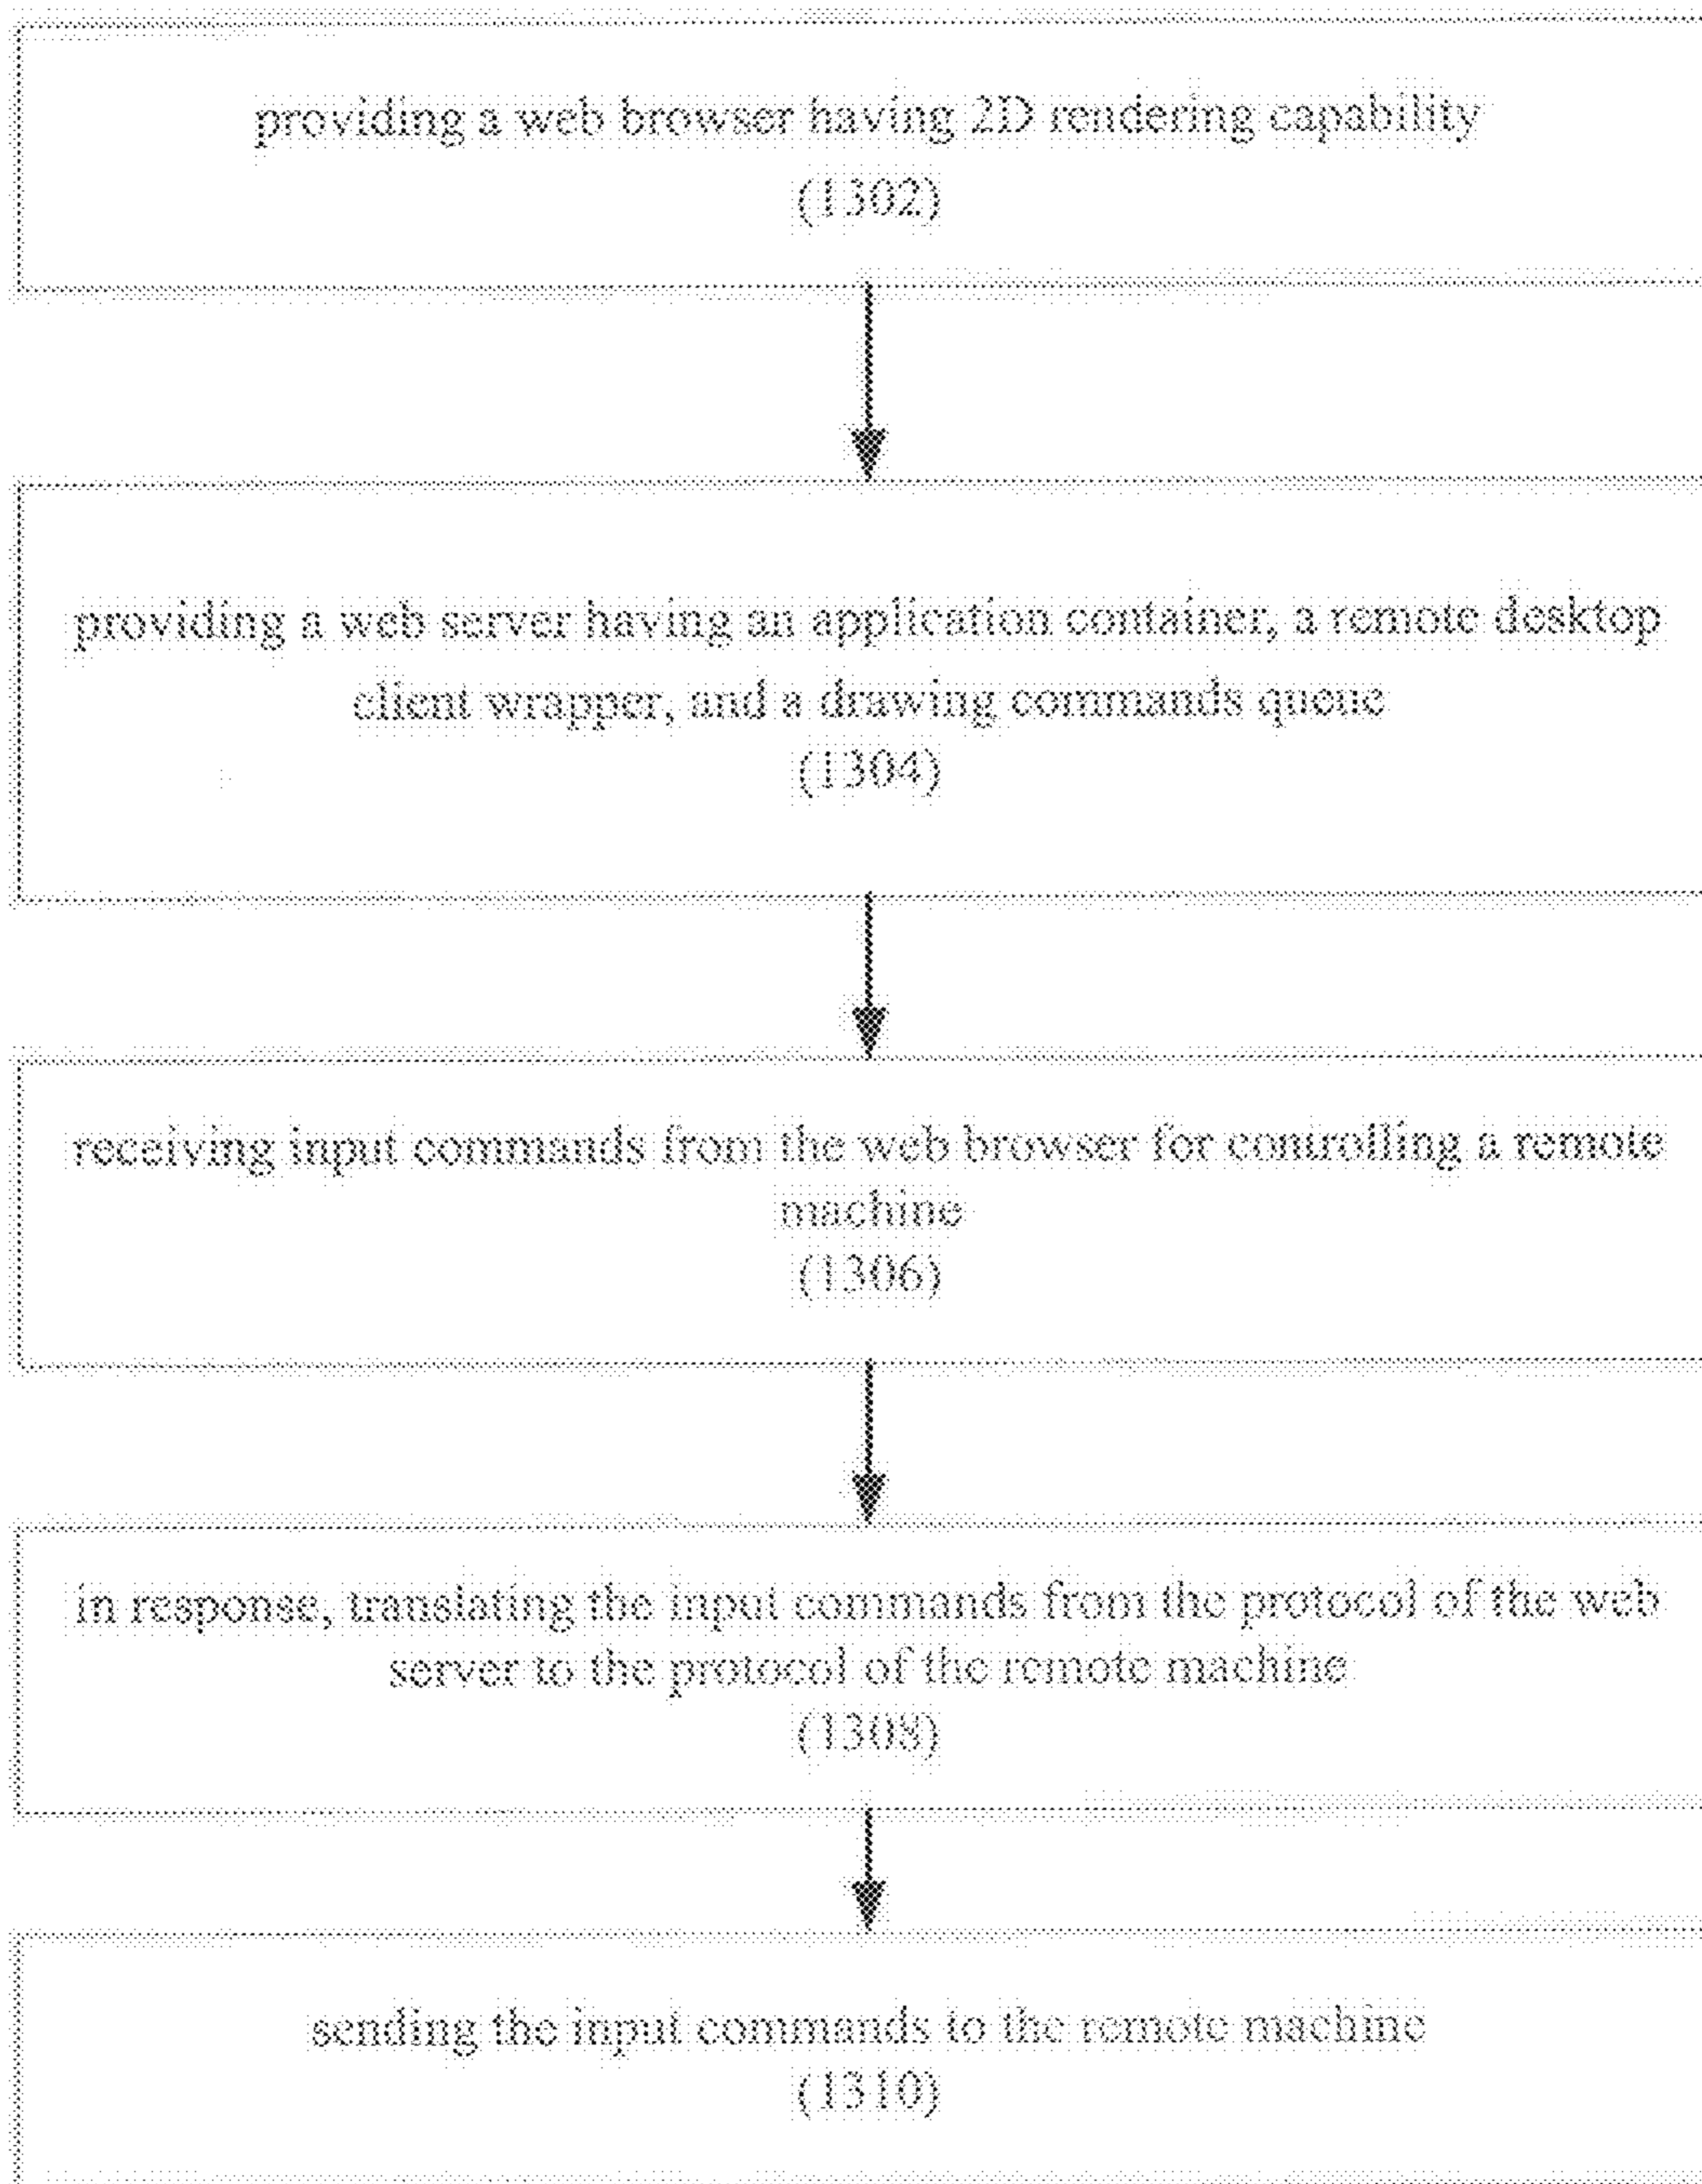 providing a web browser having 2D rendering capability
(1302)
providing a web server having an application container, a remote desktop
client wrapper, and a drawing commands queue
(1304)
receiving input commands from the web browser for controlling a remote
machine
(1306)
in response, translating the input commands from the protocol of the web
server to the protocol of the remote machine
(1308)
sending the input commands to the remote machine
(1310)